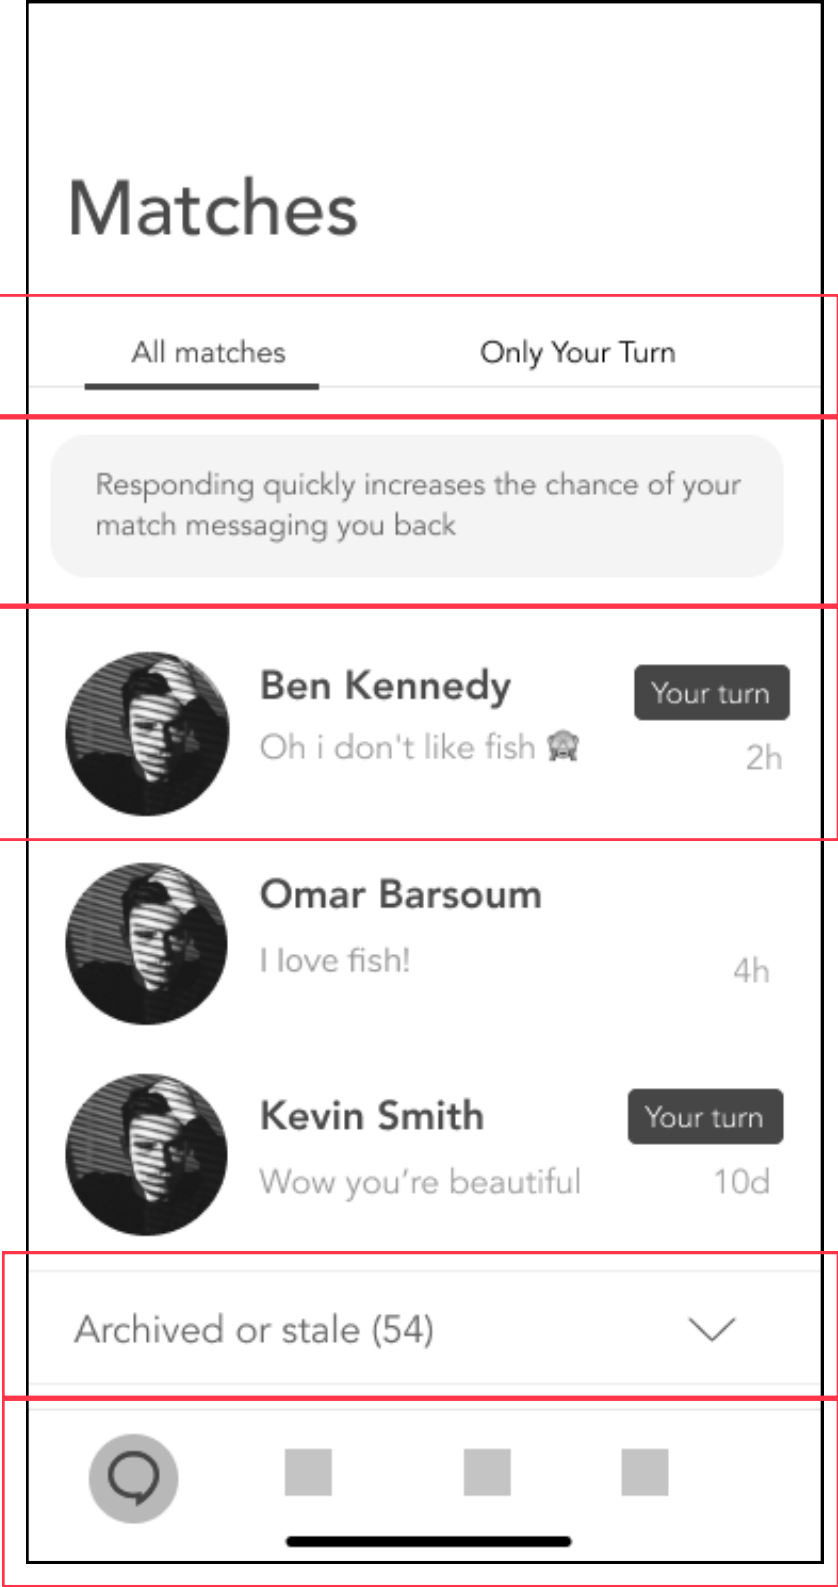 Matches
All matches
Only Your Turn
Responding quickly increases the chance of your
match messaging you back
Ben Kennedy
Your turn
Oh i don't like fish 🙈
2h
Omar Barsoum
I love fish!
4h
Kevin Smith
Your turn
Wow you’re beautiful
10d
Archived or stale (54)